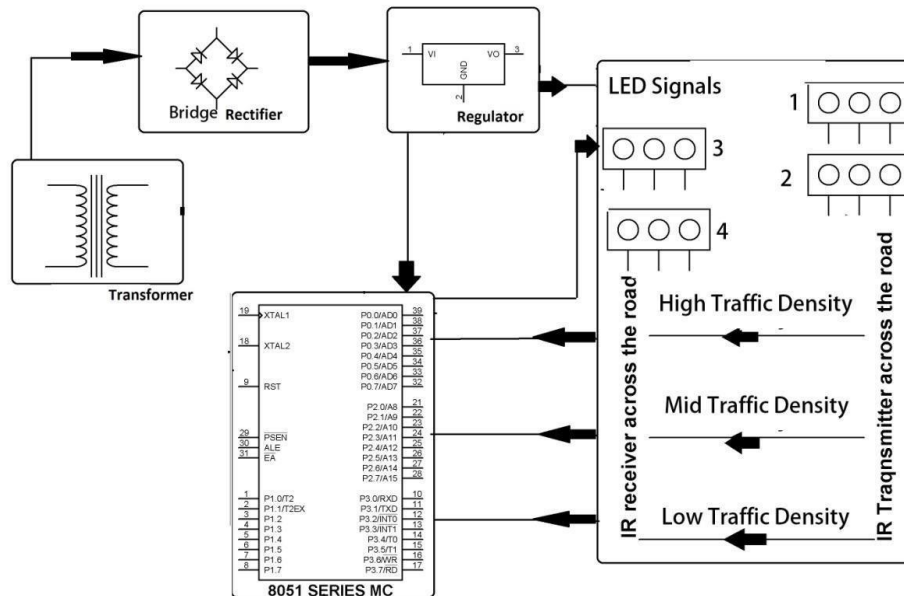 Bridge Rectifier
1
VI
VO
3
GND
2
Regulator
Transformer
LED Signals
1
2
3
4
High Traffic Density
Mid Traffic Density
Low Traffic Density
IR receiver across the road
IR Traqnsmitter across the road
19 XTAL1
18 XTAL2
9 RST
29 PSEN
30 ALE
31 EA
1 P1.0/T2
2 P1.1/T2EX
3 P1.2
4 P1.3
5 P1.4
6 P1.5
7 P1.6
8 P1.7
P0.0/AD0 39
P0.1/AD1 38
P0.2/AD2 37
P0.3/AD3 36
P0.4/AD4 35
P0.5/AD5 34
P0.6/AD6 33
P0.7/AD7 32
P2.0/A8 21
P2.1/A9 22
P2.2/A10 23
P2.3/A11 24
P2.4/A12 25
P2.5/A13 26
P2.6/A14 27
P2.7/A15 28
P3.0/RXD 10
P3.1/TXD 11
P3.2/INT0 12
P3.3/INT1 13
P3.4/T0 14
P3.5/T1 15
P3.6/WR 16
P3.7/RD 17
8051 SERIES MC